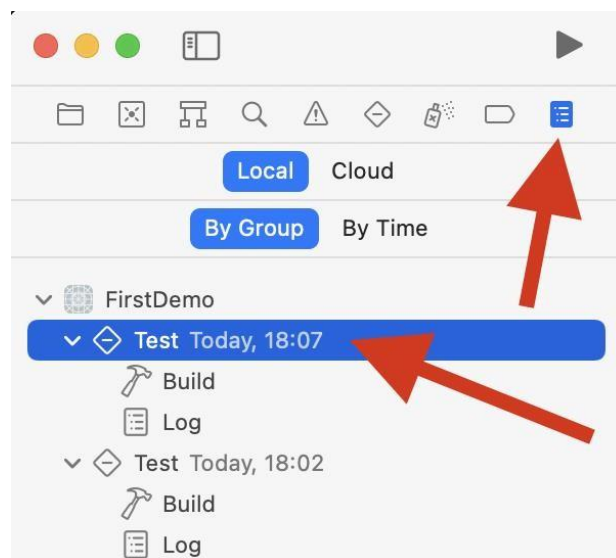 Local Cloud
By Group By Time
FirstDemo
Test Today, 18:07
Build
Log
Test Today, 18:02
Build
Log